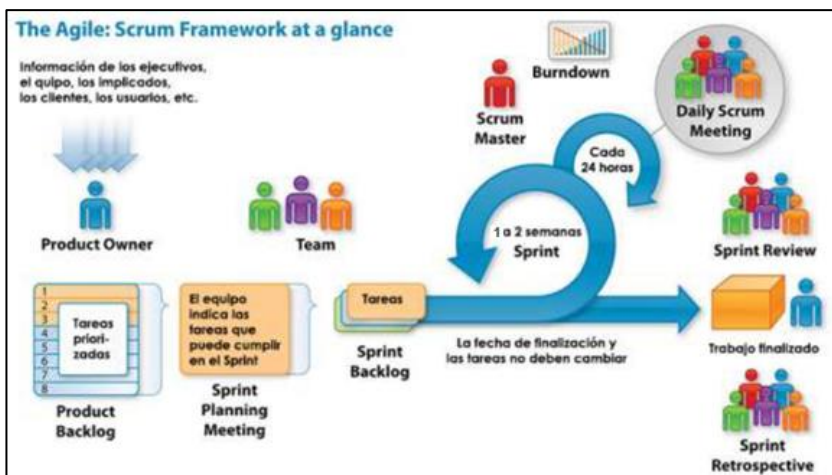 The Agile: Scrum Framework at a glance
Información de los ejecutivos,
el quipo, los implicados,
los clientes, los usuarios, etc.
Product Owner
Team
Scrum
Master
Burndown
Daily Scrum
Meeting
Cada
24 horas
1 a 2 semanas
Sprint
Sprint Review
1
2
3
4
5
6
7
8
Tareas
priori-
zadas
Product
Backlog
El equipo
indica las
tareas que
puede cumplir
en el Sprint
Sprint
Planning
Meeting
Tareas
Sprint
Backlog
La fecha de finalización y
las tareas no deben cambiar
Trabajo finalizado
Sprint
Retrospective